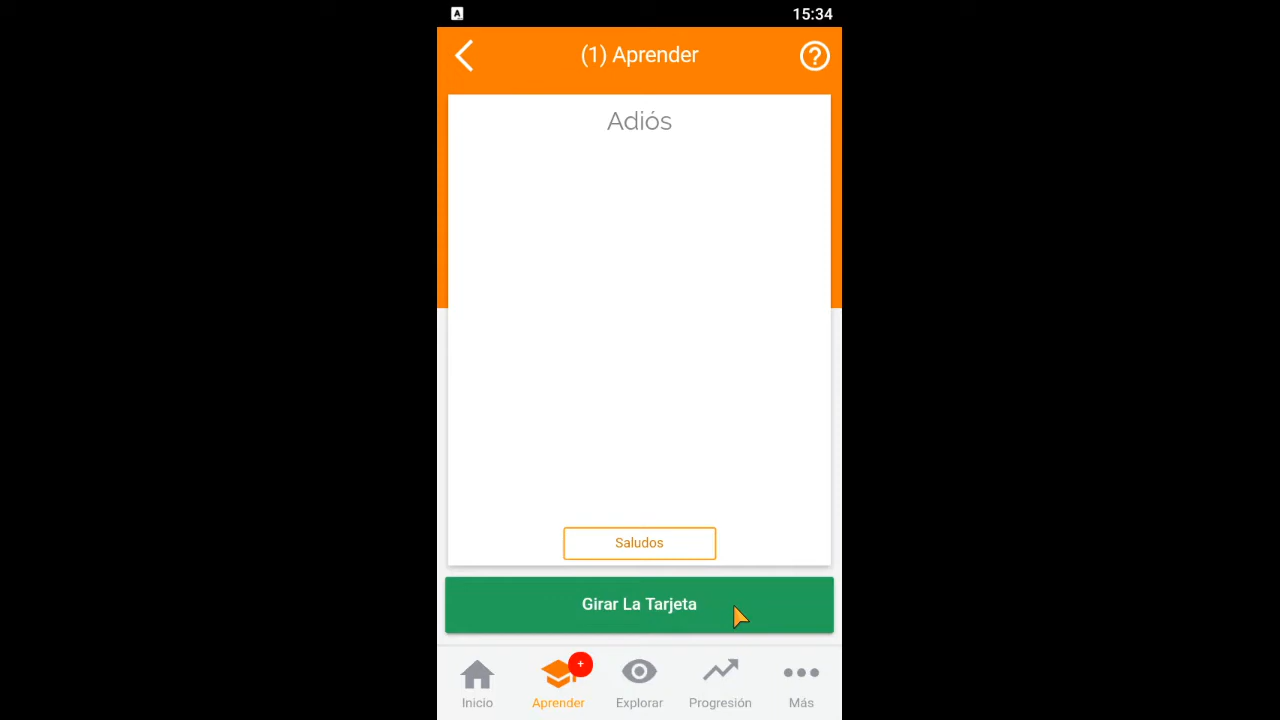 15:34
(1) Aprender
Adiós
Saludos
Girar La Tarjeta
Inicio
Aprender
Explorar
Progresión
Más